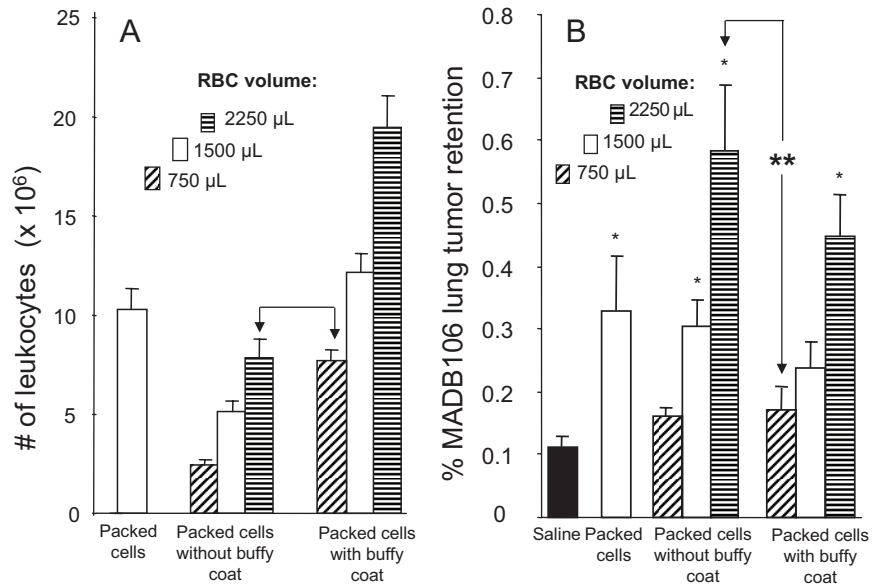 A
RBC volume:
2250 µL
1500 µL
750 µL
# of leukocytes (x 10⁶)
25
20
15
10
5
0
Packed cells
Packed cells without buffy coat
Packed cells with buffy coat
B
RBC volume:
2250 µL
1500 µL
750 µL
% MADB106 lung tumor retention
0.8
0.7
0.6
0.5
0.4
0.3
0.2
0.1
0
*
*
*
*
**
Saline
Packed cells
Packed cells without buffy coat
Packed cells with buffy coat